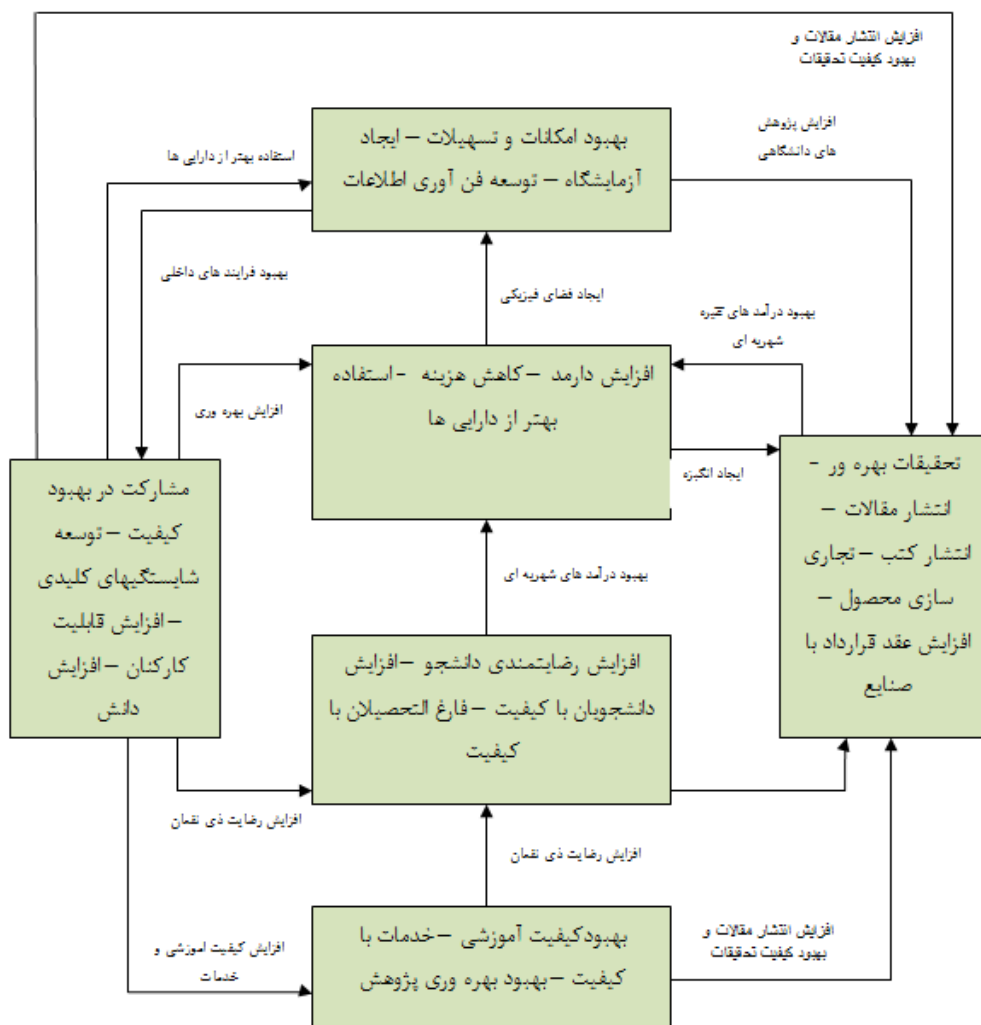 افزایش انتشار مقالات و
بهبود کیفیت تحقیقات
بهبود امکانات و تسهیلات – ایجاد
آزمایشگاه – توسعه فن آوری اطلاعات
افزایش پژوهش
های دانشگاهی
استفاده بهتر از دارایی ها
بهبود فرایند های داخلی
ایجاد فضای فیزیکی
بهبود درآمد های
شهریه ای
افزایش دارمد – کاهش هزینه - استفاده
بهتر از دارایی ها
افزایش بهره وری
ایجاد انگیزه
تحقیقات بهره ور -
انتشار مقالات –
انتشار کتب – تجاری
سازی محصول –
افزایش عقد قرارداد با
صنایع
مشارکت در بهبود
کیفیت – توسعه
شایستگیهای کلیدی
– افزایش قابلیت
کارکنان – افزایش
دانش
بهبود درآمد های شهریه ای
افزایش رضایتمندی دانشجو – افزایش
دانشجویان با کیفیت – فارغ التحصیلان با
کیفیت
افزایش رضایت ذی نفعان
افزایش رضایت ذی نفعان
بهبودکیفیت آموزشی – خدمات با
کیفیت – بهبود بهره وری پژوهش
افزایش کیفیت اموزشی و
خدمات
افزایش انتشار مقالات و
بهبود کیفیت تحقیقات